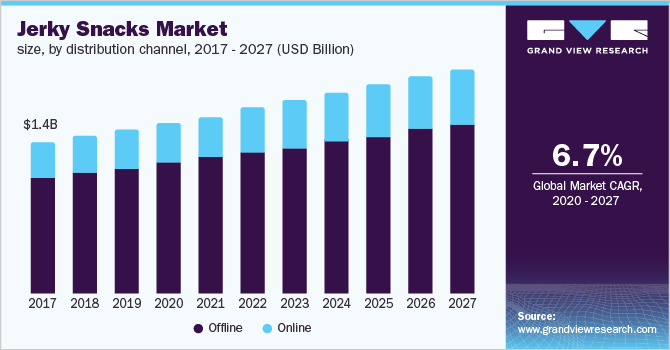 Jerky Snacks Market
size, by distribution channel, 2017 - 2027 (USD Billion)
$1.4B
2017 2018 2019 2020 2021 2022 2023 2024 2025 2026 2027
Offline Online
GRAND VIEW RESEARCH
6.7%
Global Market CAGR,
2020 - 2027
Source:
www.grandviewresearch.com